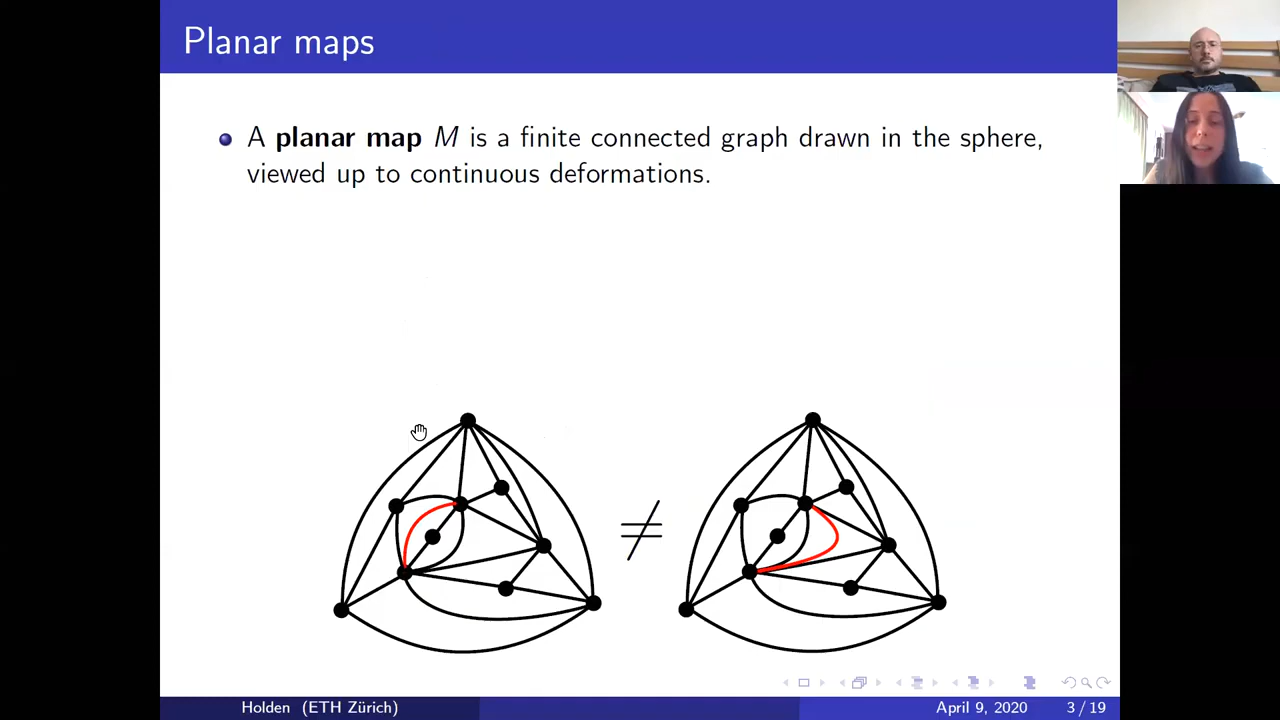 Planar maps
A planar map M is a finite connected graph drawn in the sphere,
viewed up to continuous deformations.
≠
Holden (ETH Zürich)
April 9, 2020
3 / 19